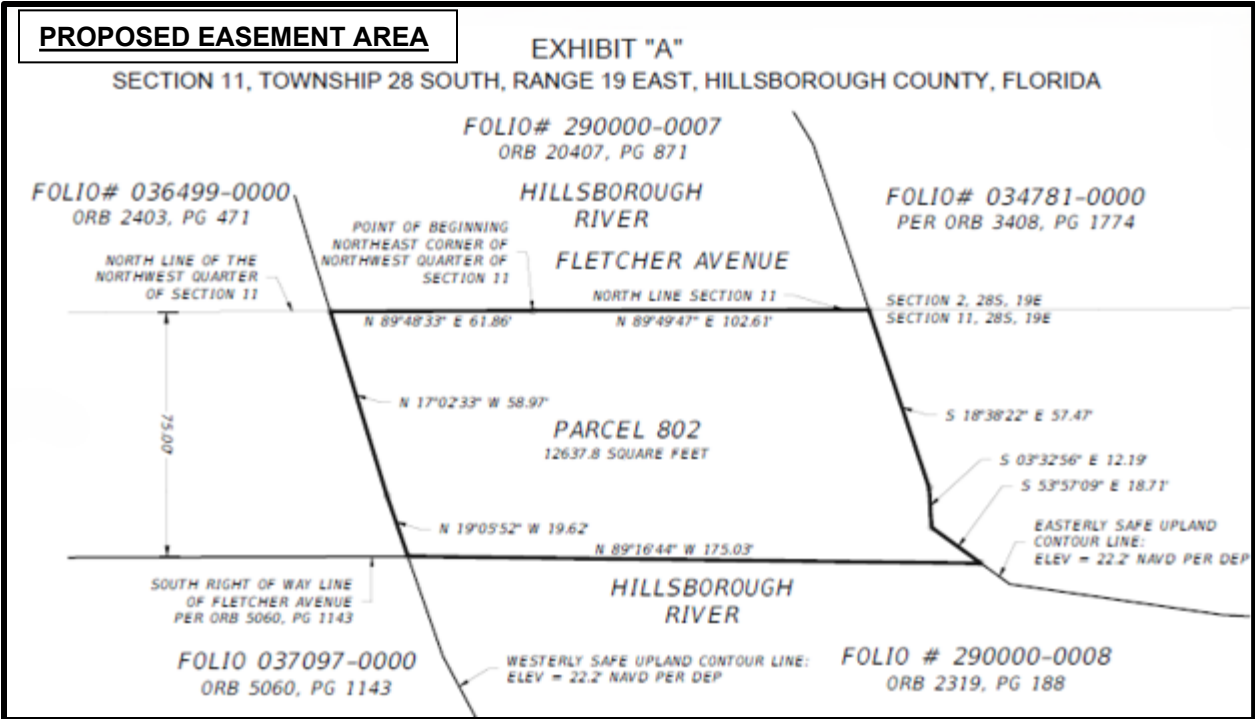 PROPOSED EASEMENT AREA
EXHIBIT "A"
SECTION 11, TOWNSHIP 28 SOUTH, RANGE 19 EAST, HILLSBOROUGH COUNTY, FLORIDA
FOLIO# 290000-0007
ORB 20407, PG 871
FOLIO# 036499-0000
ORB 2403, PG 471
HILLSBOROUGH
RIVER
FOLIO# 034781-0000
PER ORB 3408, PG 1774
POINT OF BEGINNING
NORTHEAST CORNER OF
NORTHWEST QUARTER OF
SECTION 11
FLETCHER AVENUE
NORTH LINE OF THE
NORTHWEST QUARTER
OF SECTION 11
NORTH LINE SECTION 11
SECTION 2, 28S, 19E
SECTION 11, 28S, 19E
N 89°48'33" E 61.86'
N 89°49'47" E 102.61'
N 17°02'33" W 58.97'
S 18°38'22" E 57.47'
75.00'
PARCEL 802
12637.8 SQUARE FEET
S 03°32'56" E 12.19'
S 53°57'09" E 18.71'
N 19°05'52" W 19.62'
EASTERLY SAFE UPLAND
CONTOUR LINE:
ELEV = 22.2' NAVD PER DEP
N 89°16'44" W 175.03'
SOUTH RIGHT OF WAY LINE
OF FLETCHER AVENUE
PER ORB 5060, PG 1143
HILLSBOROUGH
RIVER
FOLIO 037097-0000
ORB 5060, PG 1143
WESTERLY SAFE UPLAND CONTOUR LINE:
ELEV = 22.2' NAVD PER DEP
FOLIO # 290000-0008
ORB 2319, PG 188